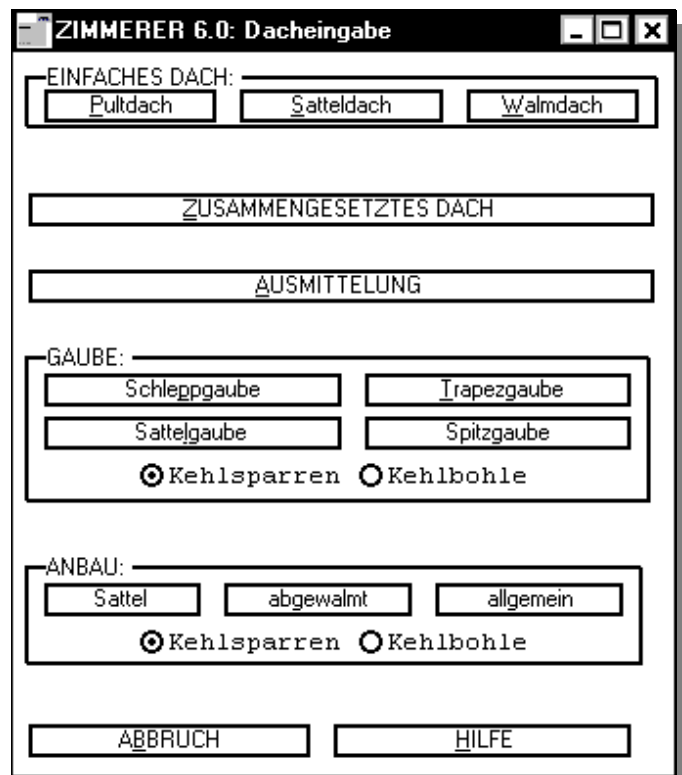 ZIMMERER 6.0: Dacheingabe
EINFACHES DACH:
Pultdach Satteldach Walmdach
ZUSAMMENGESETZTES DACH
AUSMITTELUNG
GAUBE:
Schleppgaube Trapezgaube
Sattelgaube Spitzgaube
Kehlsparren Kehlbohle
ANBAU:
Sattel abgewalmt allgemein
Kehlsparren Kehlbohle
ABBRUCH HILFE